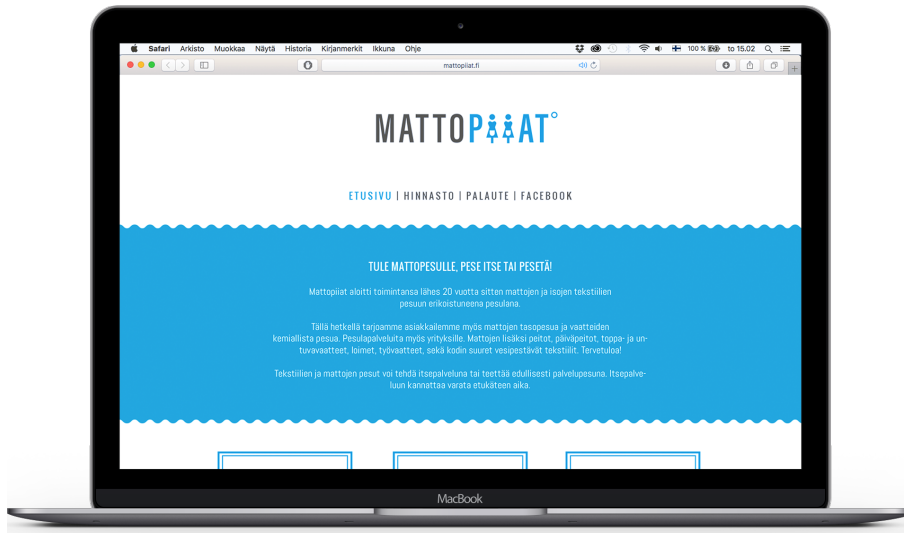 Safari Arkisto Muokkaa Näytä Historia Kirjanmerkit Ikkuna Ohje 100 % to 15.02
mattopiiat.fi
MATTOPIIAT
ETUSIVU | HINNASTO | PALAUTE | FACEBOOK
TULE MATTOPESULLE, PESE ITSE TAI PESETÄ!
Mattopiiat aloitti toimintansa lähes 20 vuotta sitten mattojen ja isojen tekstiilien
pesuun erikoistuneena pesulana.
Tällä hetkellä tarjoamme asiakkailemme myös mattojen tasopesua ja vaatteiden
kemiallista pesua. Pesulapalveluita myös yrityksille. Mattojen lisäksi peitot, päiväpeitot, toppa- ja un-
tuvavaatteet, loimet, työvaatteet, sekä kodin suuret vesipestävät tekstiilit. Tervetuloa!
Tekstiilien ja mattojen pesut voi tehdä itsepalveluna tai teettää edullisesti palvelupesuna. Itsepalve-
luun kannattaa varata etukäteen aika.
MacBook